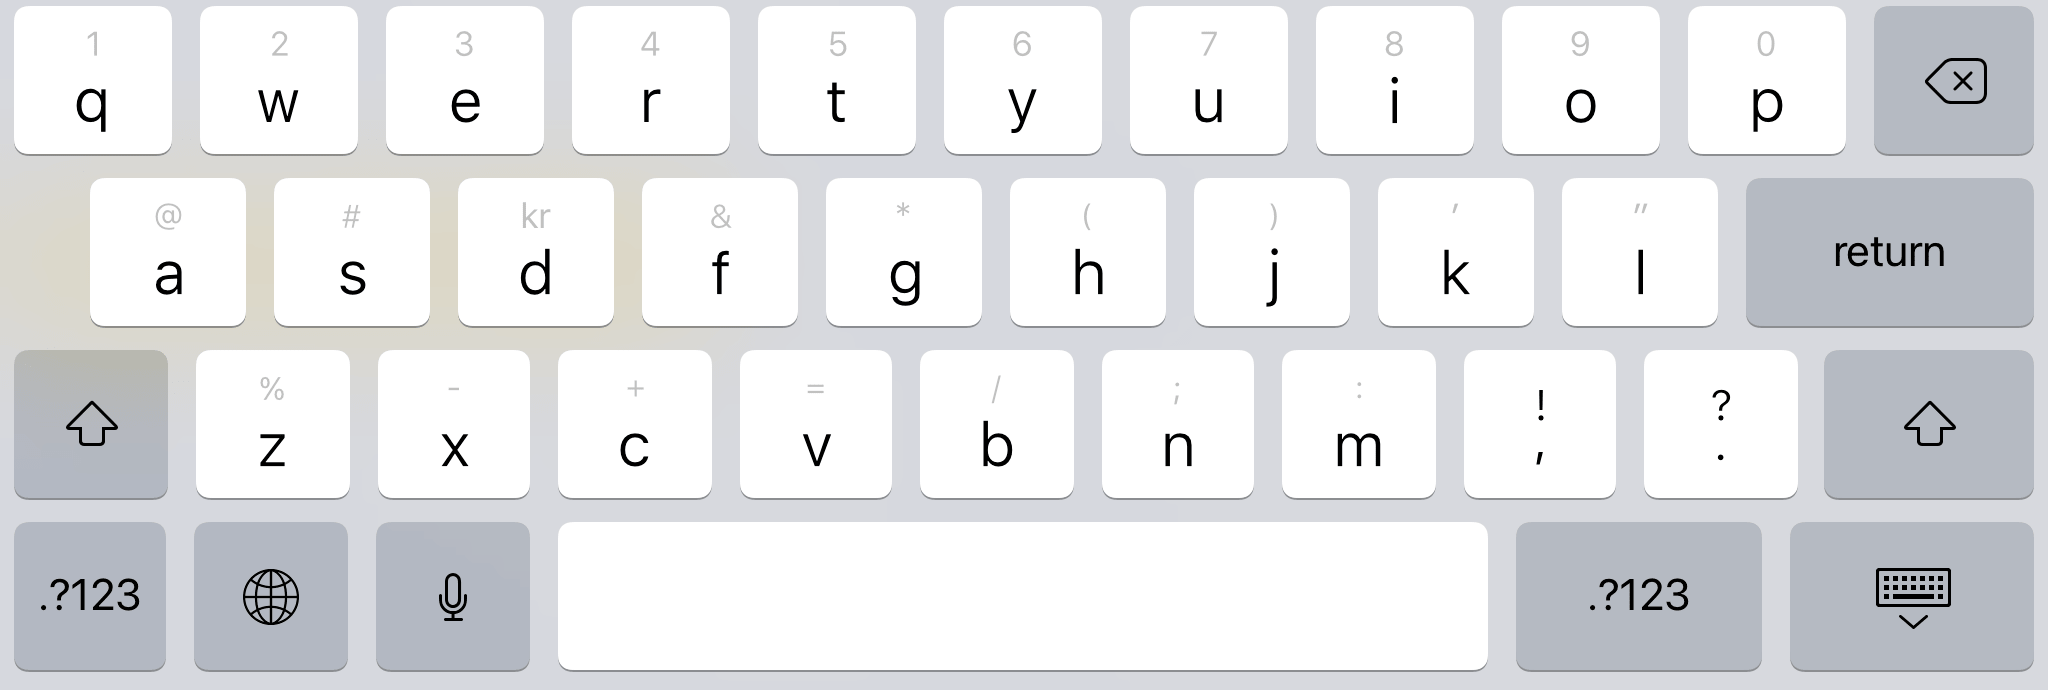 1 2 3 4 5 6 7 8 9 0
q w e r t y u i o p
@ # kr & * ( ) ' "
a s d f g h j k l return
% - + = / ; : ! ?
z x c v b n m , .
.?123 .?123